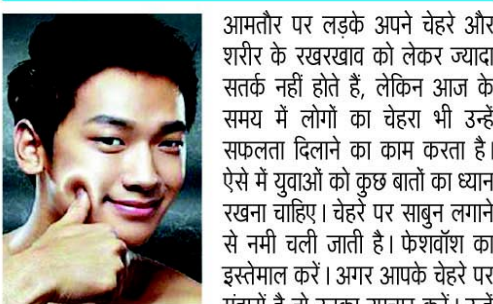 आमतौर पर लड़के अपने चेहरे और
शरीर के रखरखाव को लेकर ज्यादा
सतर्क नहीं होते हैं, लेकिन आज के
समय में लोगों का चेहरा भी उन्हें
सफलता दिलाने का काम करता है।
ऐसे में युवाओं को कुछ बातों का ध्यान
रखना चाहिए। चेहरे पर साबुन लगाने
से नमी चली जाती है। फेशवॉश का
इस्तेमाल करें। अगर आपके चेहरे पर